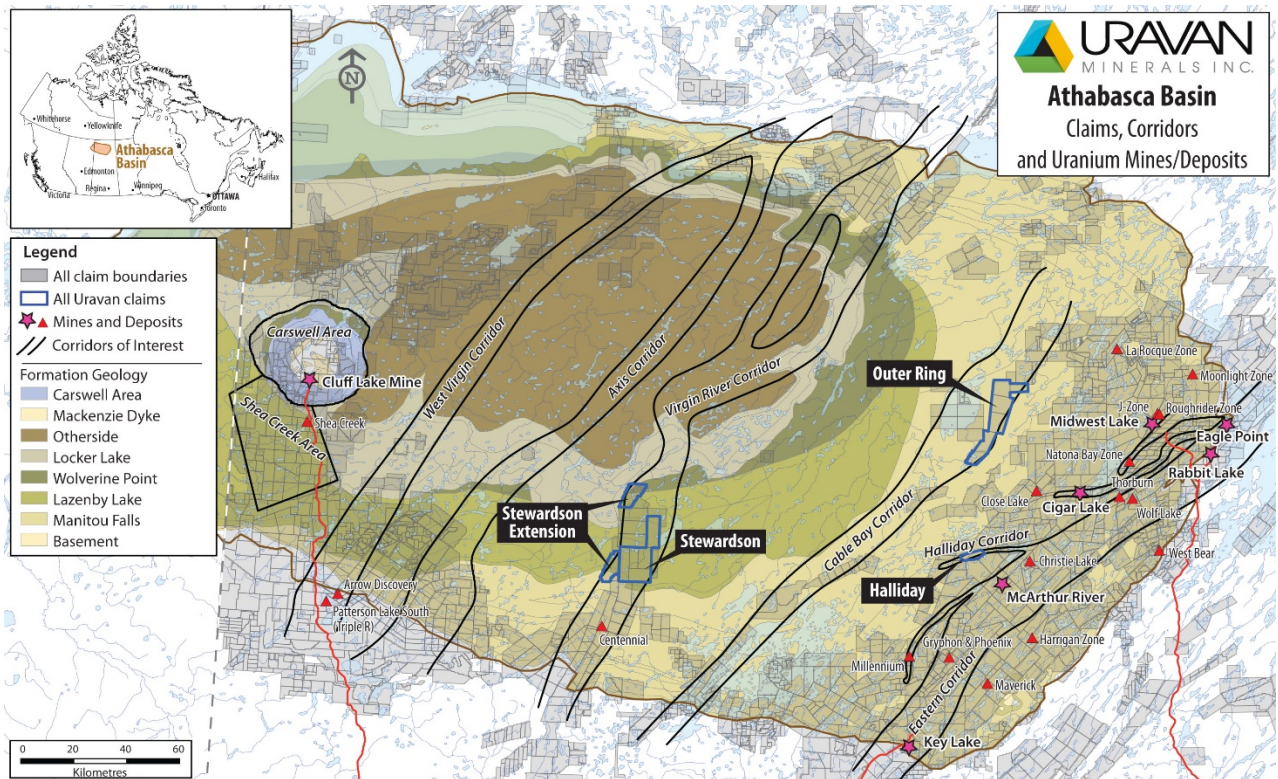 URAVAN
MINERALS INC.
Athabasca Basin
Claims, Corridors
and Uranium Mines/Deposits
Whitehorse
Yellowknife
Athabasca
Basin
Edmonton
Victoria
Regina
Winnipeg
OTTAWA
Toronto
Halifax
N
Legend
All claim boundaries
All Uravan claims
Mines and Deposits
Corridors of Interest
Formation Geology
Carswell Area
Mackenzie Dyke
Otherside
Locker Lake
Wolverine Point
Lazenby Lake
Manitou Falls
Basement
Carswell Area
Cluff Lake Mine
Shea Creek
Shea Creek Area
West Virgin Corridor
Axis Corridor
Virgin River Corridor
Outer Ring
La Rocque Zone
Moonlight Zone
J-Zone
Roughrider Zone
Midwest Lake
Eagle Point
Natona Bay Zone
Rabbit Lake
Thorburn
Close Lake
Cigar Lake
Wolf Lake
Stewardson
Extension
Stewardson
Cable Bay Corridor
Halliday Corridor
West Bear
Christie Lake
Halliday
McArthur River
Arrow Discovery
Patterson Lake South
(Triple R)
Centennial
Gryphon & Phoenix
Harrigan Zone
Millennium
Maverick
Eastern Corridor
Key Lake
0 20 40 60
Kilometres